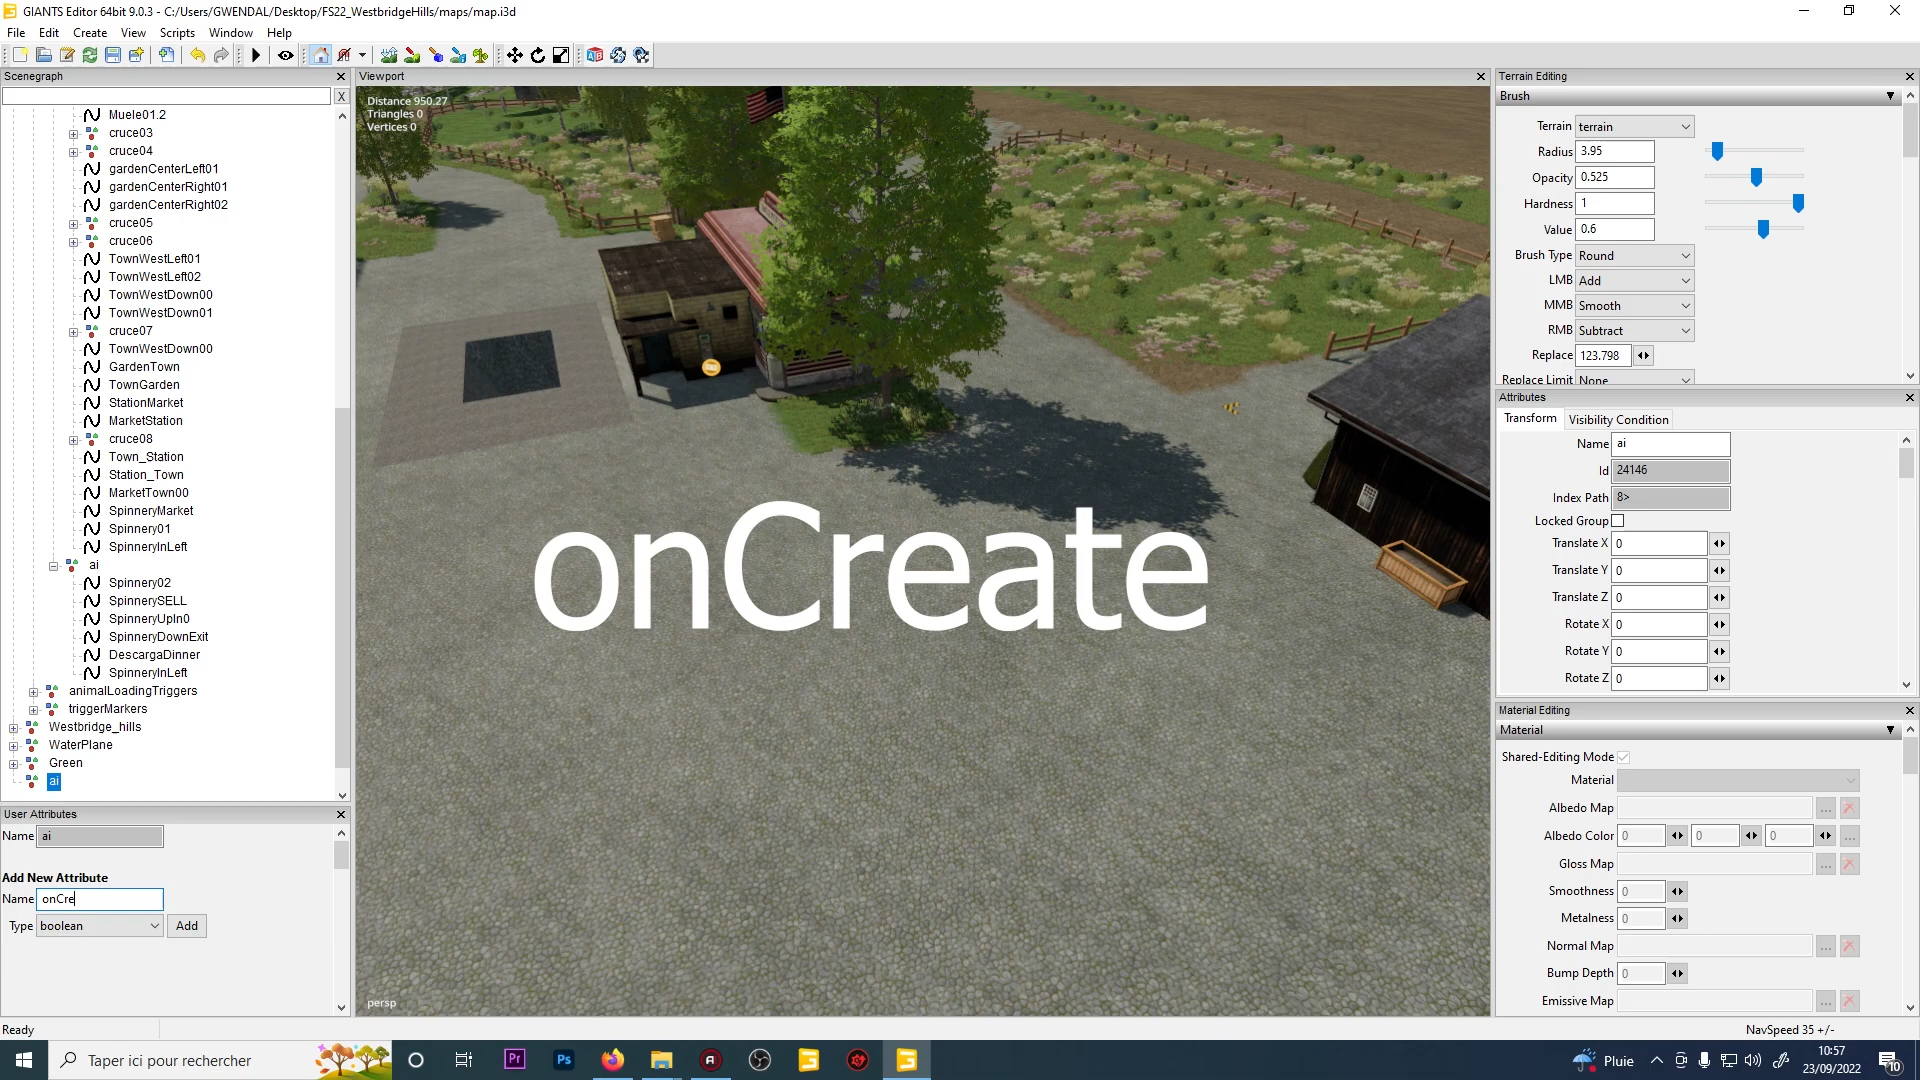 GIANTS Editor 64bit 9.0.3 - C:/Users/GWENDAL/Desktop/FS22_WestbridgeHills/maps/map.i3d
File Edit Create View Scripts Window Help
Scenegraph
X
Muele01.2
cruce03
cruce04
gardenCenterLeft01
gardenCenterRight01
gardenCenterRight02
cruce05
cruce06
TownWestLeft01
TownWestLeft02
TownWestDown00
TownWestDown01
cruce07
TownWestDown00
GardenTown
TownGarden
StationMarket
MarketStation
cruce08
Town_Station
Station_Town
MarketTown00
SpinneryMarket
Spinnery01
SpinneryInLeft
ai
Spinnery02
SpinnerySELL
SpinneryUpIn0
SpinneryDownExit
DescargaDinner
SpinneryInLeft
animalLoadingTriggers
triggerMarkers
Westbridge_hills
WaterPlane
Green
ai
User Attributes
Name ai
Add New Attribute
Name onCre
Type boolean Add
Viewport
Distance 950.27
Triangles 0
Vertices 0
onCreate
persp
Terrain Editing
Brush
Terrain terrain
Radius 3.95
Opacity 0.525
Hardness 1
Value 0.6
Brush Type Round
LMB Add
MMB Smooth
RMB Subtract
Replace 123.798
Replace Limit None
Attributes
Transform Visibility Condition
Name ai
Id 24146
Index Path 8>
Locked Group
Translate X 0
Translate Y 0
Translate Z 0
Rotate X 0
Rotate Y 0
Rotate Z 0
Material Editing
Material
Shared-Editing Mode
Material
Albedo Map ...
Albedo Color 0 0 0 ...
Gloss Map ...
Smoothness 0
Metalness 0
Normal Map ...
Bump Depth 0
Emissive Map ...
Ready
NavSpeed 35 +/-
Taper ici pour rechercher
Pr
Ps
Pluie
10:57
23/09/2022
10